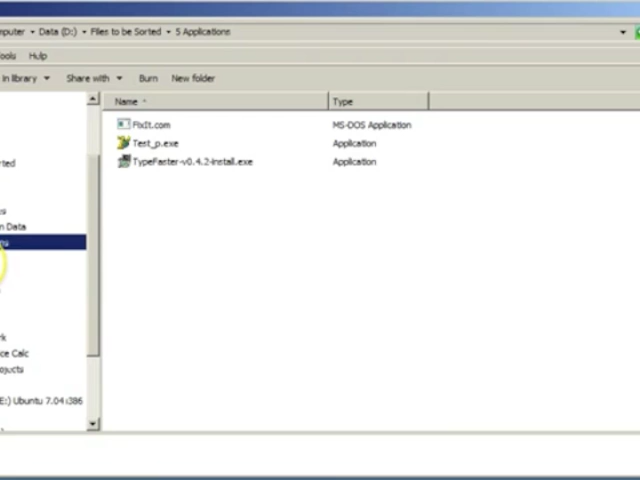 mputer ▸ Data (D:) ▸ Files to be Sorted ▸ 5 Applications
ools Help
in library Share with Burn New folder
Name Type
FixIt.com MS-DOS Application
Test_p.exe Application
TypeFaster-v0.4.2-Install.exe Application
rted
n Data
ns
rk
ce Calc
ojects
E:) Ubuntu 7.04 i386